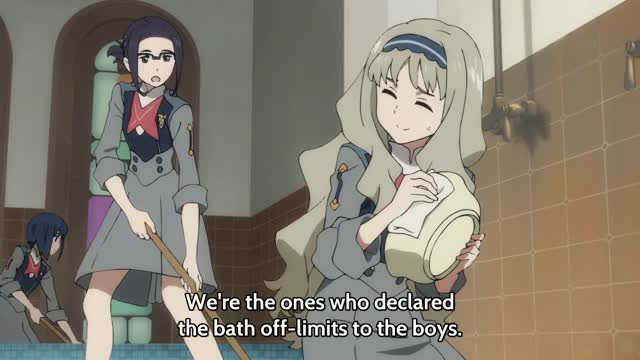 We're the ones who declared
the bath off-limits to the boys.